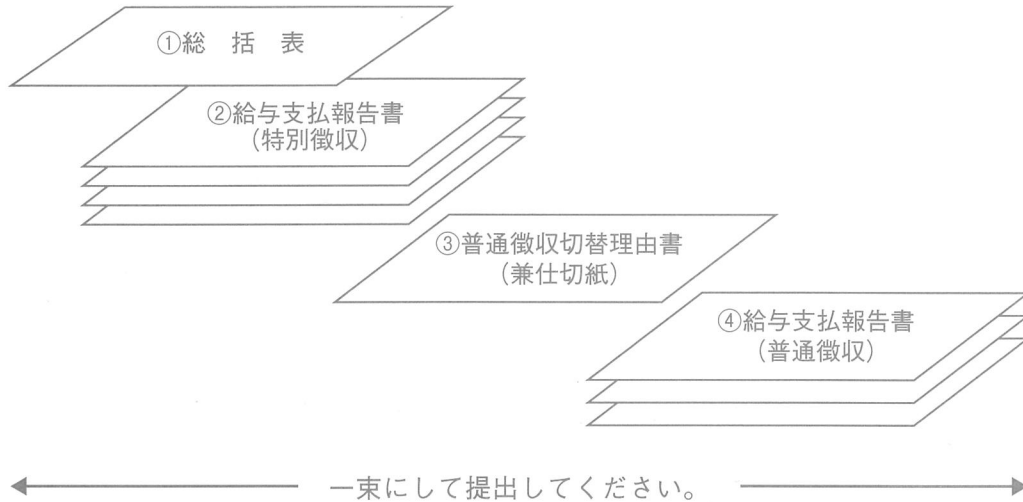 ①総　括　表
②給与支払報告書
（特別徴収）
③普通徴収切替理由書
（兼仕切紙）
④給与支払報告書
（普通徴収）
一束にして提出してください。